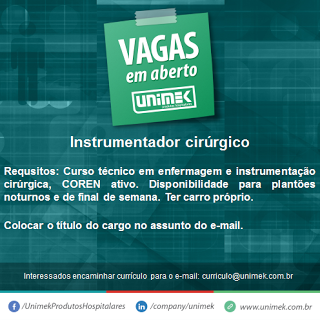 VAGAS
em aberto
UNIMEK
Instrumentador cirúrgico
Requsitos: Curso técnico em enfermagem e instrumentação
cirúrgica, COREN ativo. Disponibilidade para plantões
noturnos e de final de semana. Ter carro próprio.
Colocar o título do cargo no assunto do e-mail.
Interessados encaminhar currículo para o e-mail: curriculo@unimek.com.br
/UnimekProdutosHospitalares
/company/unimek
www.unimek.com.br